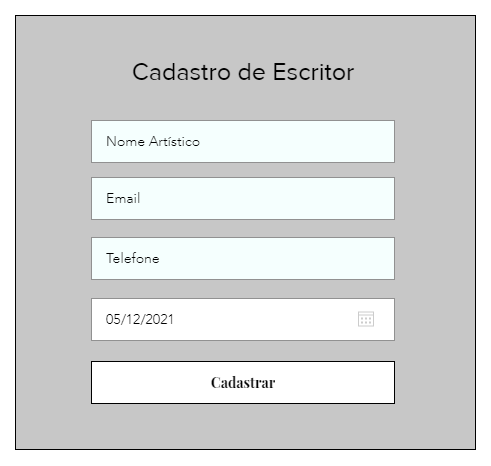 Cadastro de Escritor
Nome Artístico
Email
Telefone
05/12/2021
Cadastrar